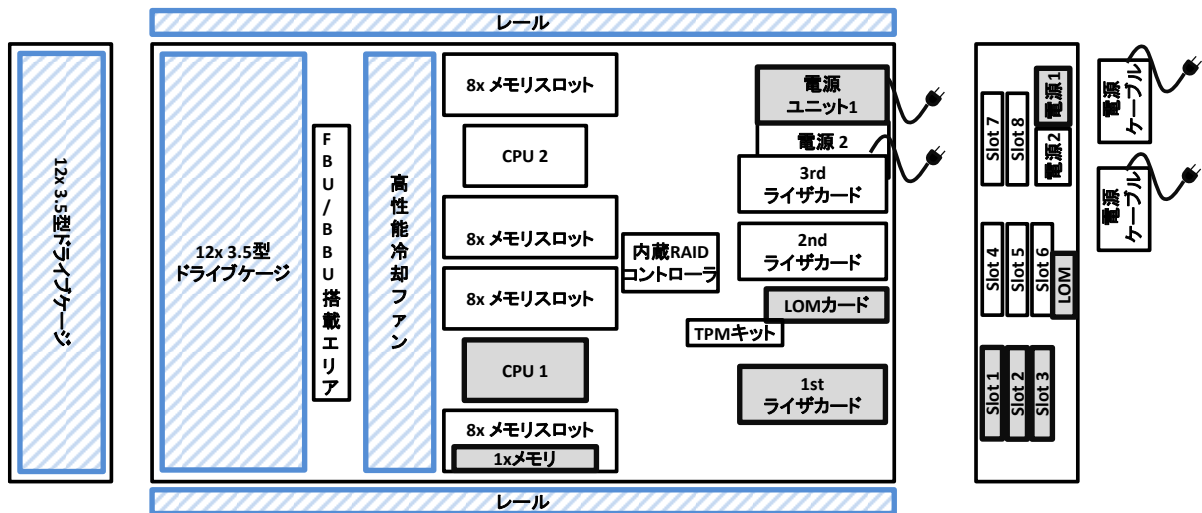 レール
12x 3.5型ドライブケージ
12x 3.5型
ドライブケージ
FBU/BBU搭載エリア
高性能冷却ファン
8x メモリスロット
CPU 2
8x メモリスロット
8x メモリスロット
CPU 1
8x メモリスロット
1xメモリ
内蔵RAID
コントローラ
電源
ユニット1
電源 2
3rd
ライザカード
2nd
ライザカード
LOMカード
TPMキット
1st
ライザカード
レール
Slot 7
Slot 8
電源1
電源2
Slot 4
Slot 5
Slot 6
LOM
Slot 1
Slot 2
Slot 3
電源
ケーブル
電源
ケーブル